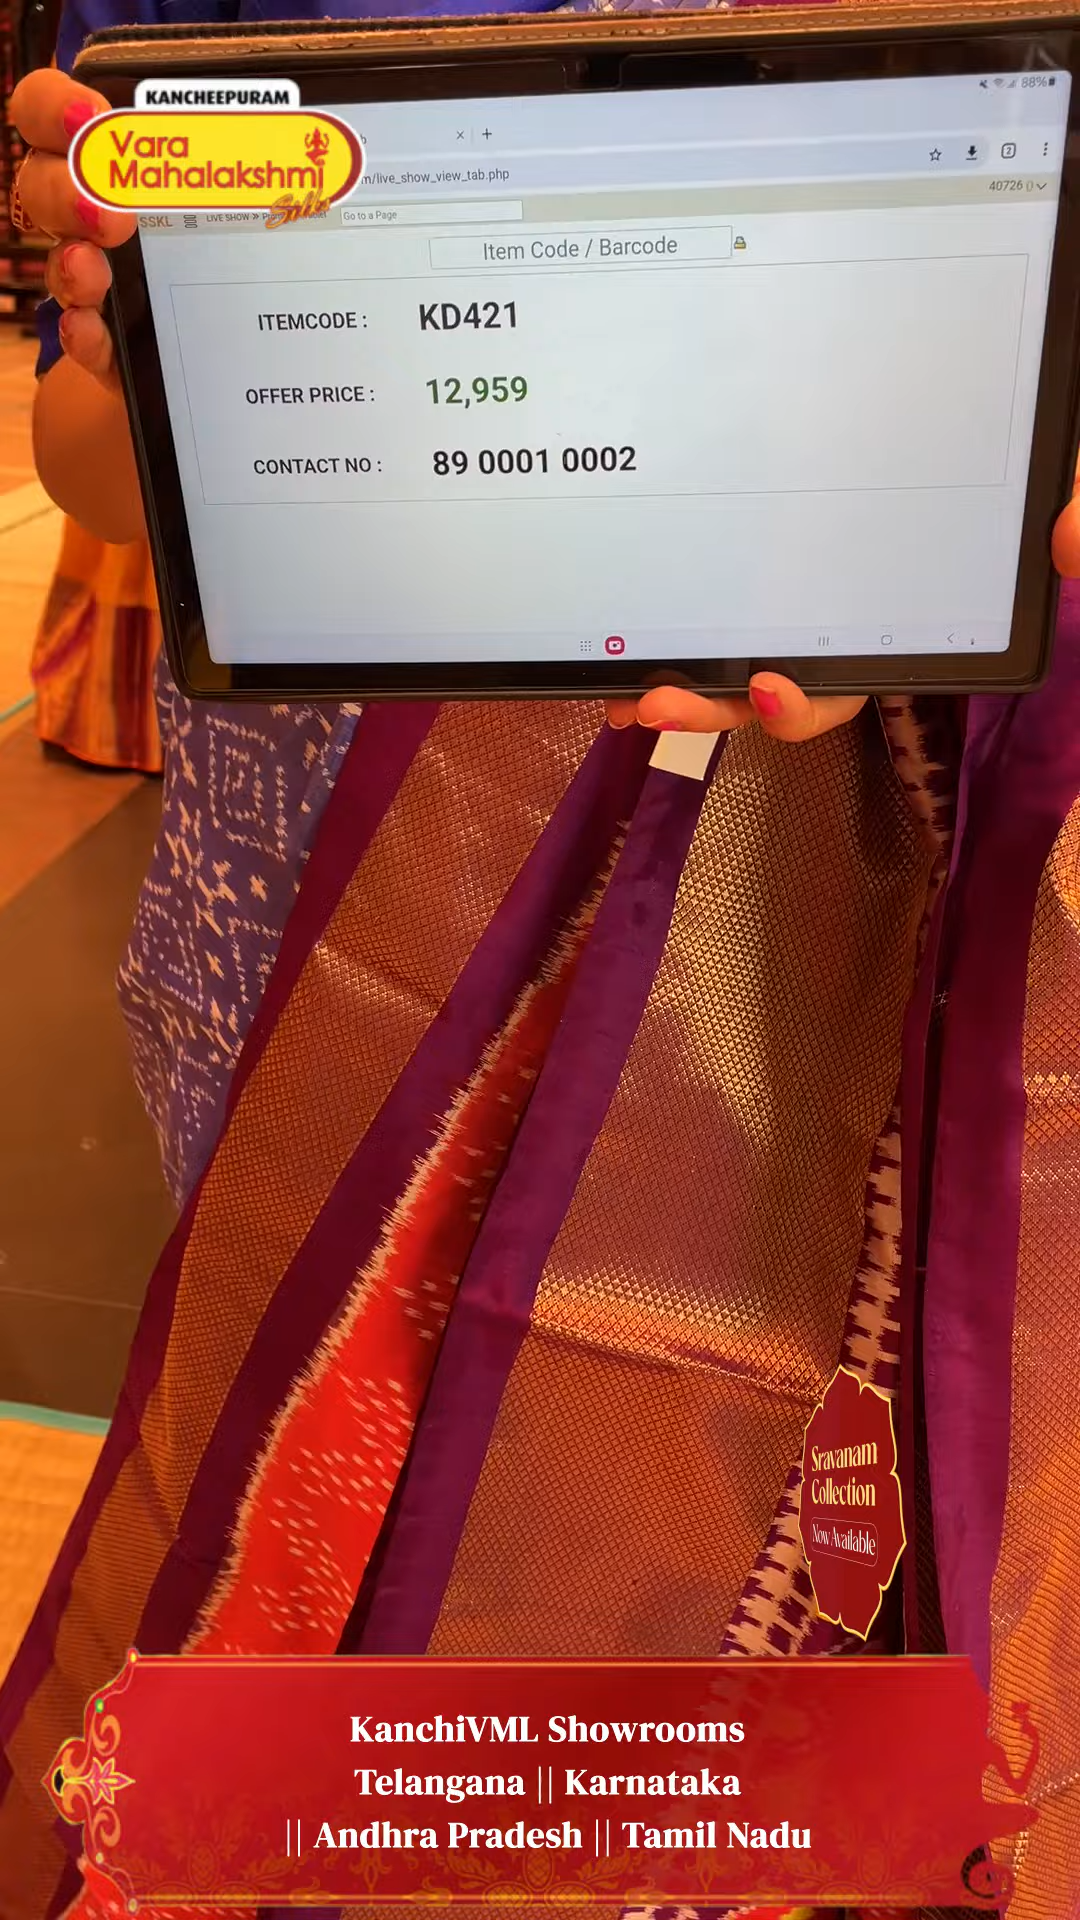 KANCHEEPURAM
Vara
Mahalakshmi
Silks
88%
m/live_show_view_tab.php
2
40726 ()
SSKL
LIVE SHOW »
Go to a Page
Item Code / Barcode
ITEMCODE : KD421
OFFER PRICE : 12,959
CONTACT NO : 89 0001 0002
Sravanam
Collection
Now Available
KanchiVML Showrooms
Telangana || Karnataka
|| Andhra Pradesh || Tamil Nadu